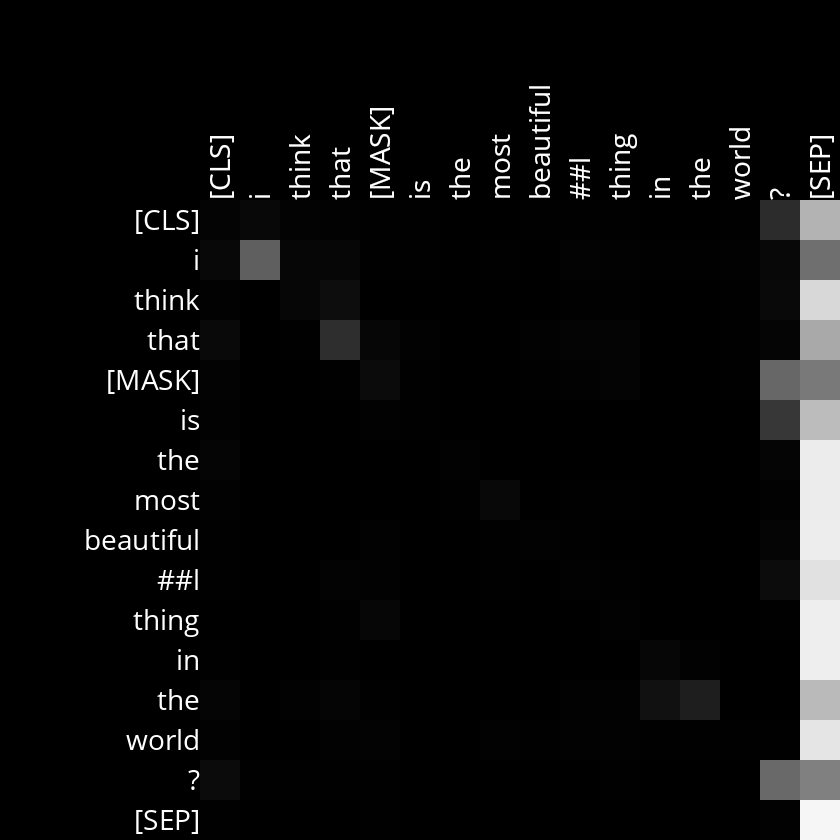 [CLS] i think that [MASK] is the most beautiful ##l thing in the world ? [SEP]
[CLS]
i
think
that
[MASK]
is
the
most
beautiful
##l
thing
in
the
world
?
[SEP]